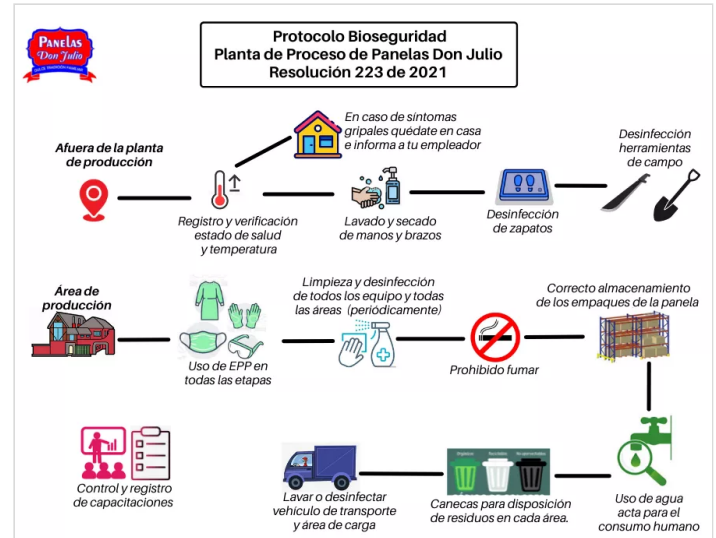 PANELAS
Don Julio
Protocolo Bioseguridad
Planta de Proceso de Panelas Don Julio
Resolución 223 de 2021
Afuera de la planta
de producción
En caso de síntomas
gripales quédate en casa
e informa a tu empleador
Registro y verificación
estado de salud
y temperatura
Lavado y secado
de manos y brazos
Desinfección
de zapatos
Desinfección
herramientas
de campo
Área de
producción
Uso de EPP en
todas las etapas
Limpieza y desinfección
de todos los equipo y todas
las áreas (periódicamente)
Prohibido fumar
Correcto almacenamiento
de los empaques de la panela
Control y registro
de capacitaciones
Lavar o desinfectar
vehículo de transporte
y área de carga
Canecas para disposición
de residuos en cada área.
Uso de agua
acta para el
consumo humano